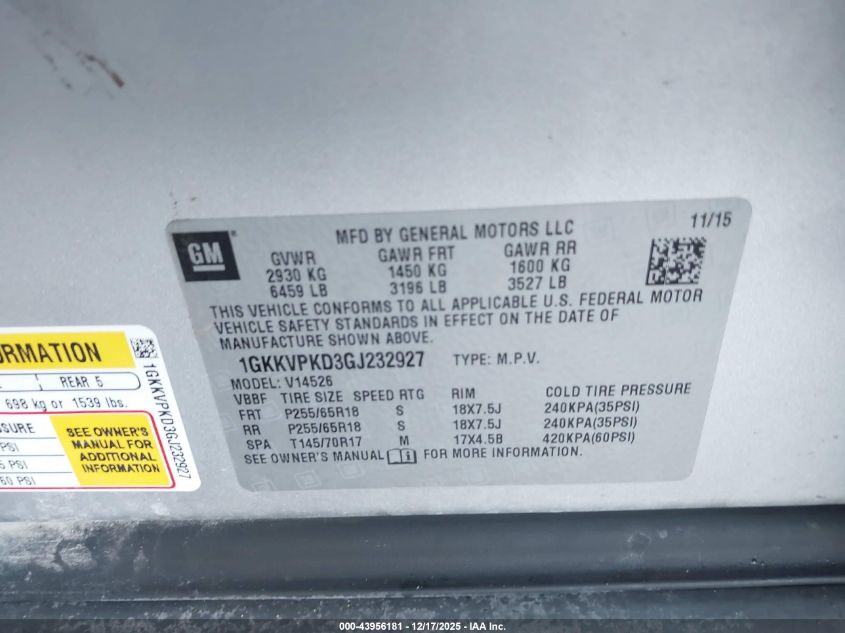 11/15
GM
MFD BY GENERAL MOTORS LLC
GVWR GAWR FRT GAWR RR
2930 KG 1450 KG 1600 KG
6459 LB 3196 LB 3527 LB
THIS VEHICLE CONFORMS TO ALL APPLICABLE U.S. FEDERAL MOTOR
VEHICLE SAFETY STANDARDS IN EFFECT ON THE DATE OF
MANUFACTURE SHOWN ABOVE.
1GKKVPKD3GJ232927 TYPE: M.P.V.
MODEL: V14526
VBBF TIRE SIZE SPEED RTG RIM COLD TIRE PRESSURE
FRT P255/65R18 S 18X7.5J 240KPA(35PSI)
RR P255/65R18 S 18X7.5J 240KPA(35PSI)
SPA T145/70R17 M 17X4.5B 420KPA(60PSI)
SEE OWNER'S MANUAL FOR MORE INFORMATION.
ORMATION
REAR 5
698 kg or 1539 lbs.
SSURE
PSI
5 PSI
60 PSI
SEE OWNER'S
MANUAL FOR
ADDITIONAL
INFORMATION
1GKKVPKD3GJ232927
000-43956181 - 12/17/2025 - IAA Inc.